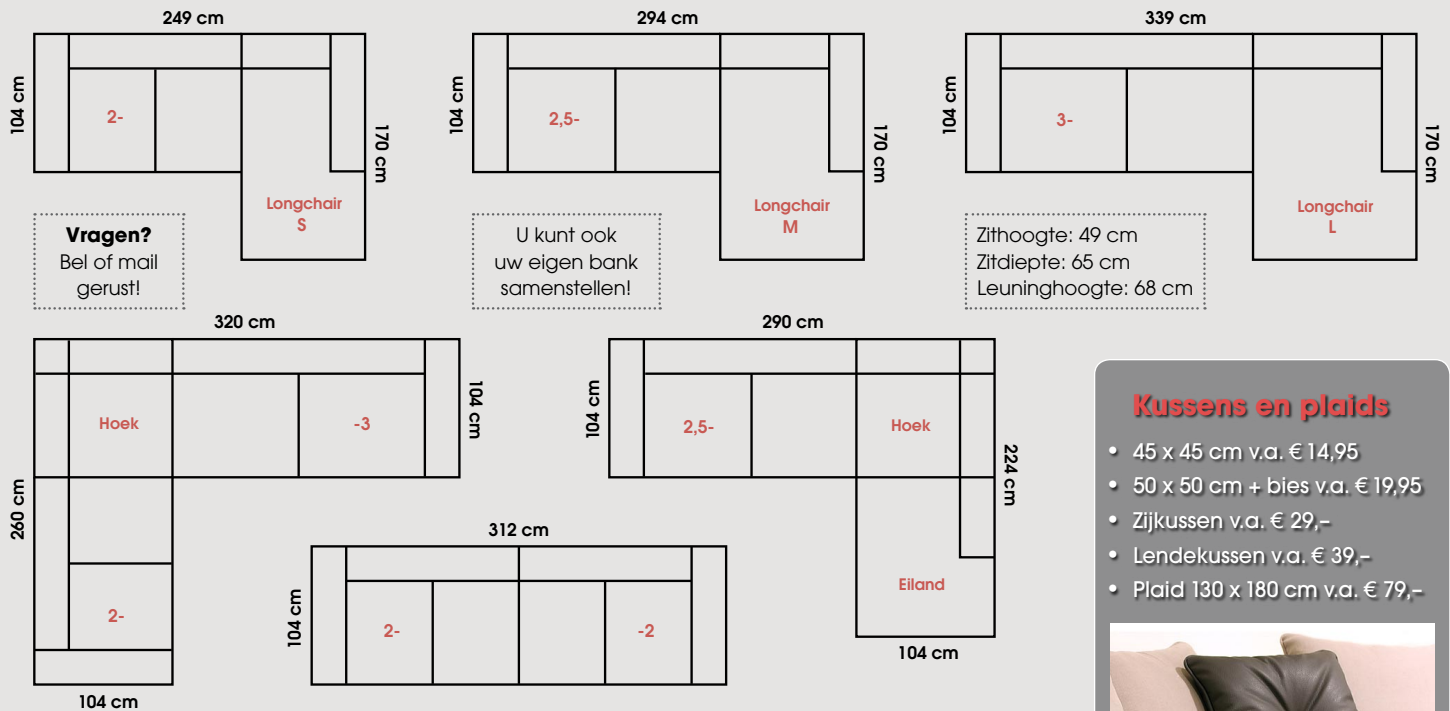 249 cm
104 cm
2-
170 cm
Longchair
S
294 cm
104 cm
2,5-
170 cm
Longchair
M
339 cm
104 cm
3-
170 cm
Longchair
L
Vragen?
Bel of mail
gerust!
U kunt ook
uw eigen bank
samenstellen!
Zithoogte: 49 cm
Zitdiepte: 65 cm
Leuninghoogte: 68 cm
320 cm
Hoek
-3
104 cm
260 cm
2-
104 cm
290 cm
104 cm
2,5-
Hoek
224 cm
Eiland
104 cm
312 cm
104 cm
2-
-2
Kussens en plaids
• 45 x 45 cm v.a. € 14,95
• 50 x 50 cm + bies v.a. € 19,95
• Zijkussen v.a. € 29,-
• Lendekussen v.a. € 39,-
• Plaid 130 x 180 cm v.a. € 79,-